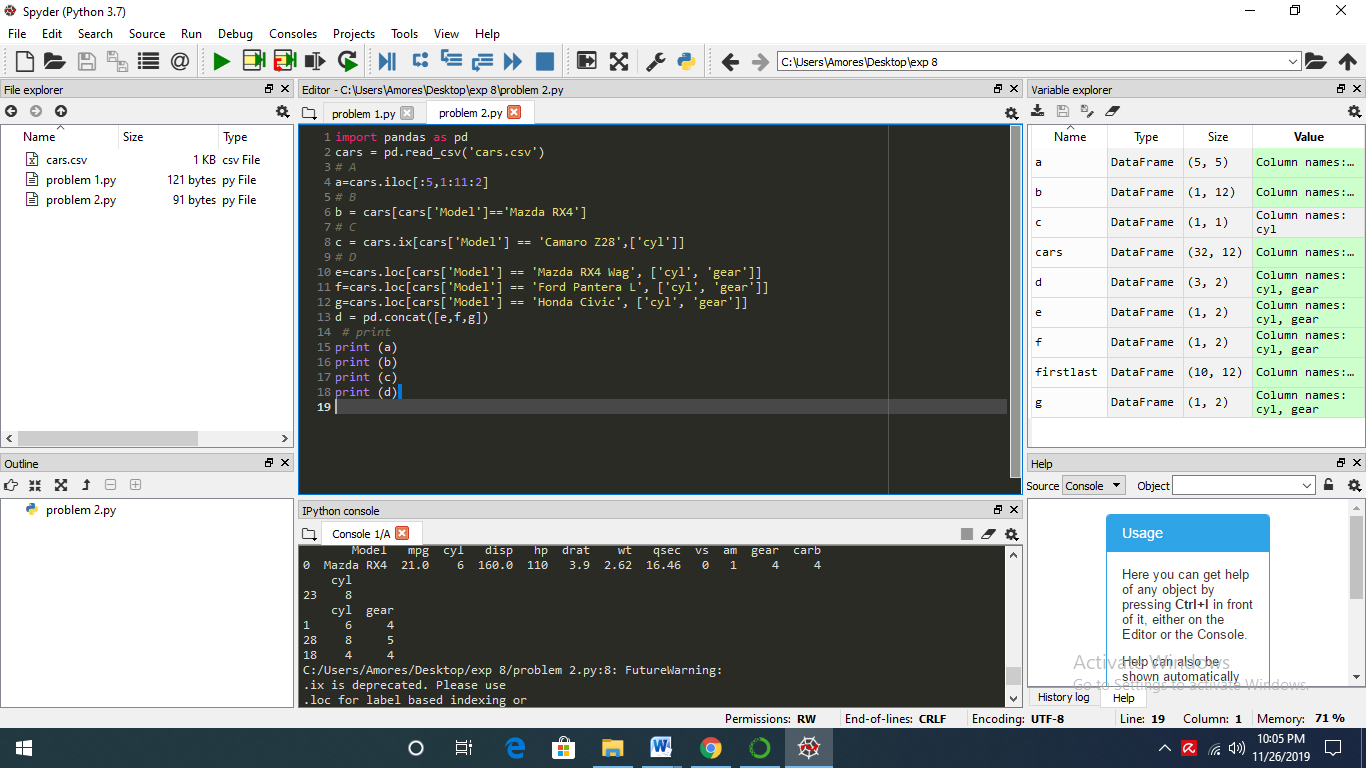 Spyder (Python 3.7)
File Edit Search Source Run Debug Consoles Projects Tools View Help
C:\Users\Amores\Desktop\exp 8
File explorer
Name Size Type
cars.csv 1 KB csv File
problem 1.py 121 bytes py File
problem 2.py 91 bytes py File
Outline
problem 2.py
Editor - C:\Users\Amores\Desktop\exp 8\problem 2.py
problem 1.py problem 2.py
1 import pandas as pd
2 cars = pd.read_csv('cars.csv')
3 # A
4 a=cars.iloc[:5,1:11:2]
5 # B
6 b = cars[cars['Model']=='Mazda RX4']
7 # C
8 c = cars.ix[cars['Model'] == 'Camaro Z28',['cyl']]
9 # D
10 e=cars.loc[cars['Model'] == 'Mazda RX4 Wag', ['cyl', 'gear']]
11 f=cars.loc[cars['Model'] == 'Ford Pantera L', ['cyl', 'gear']]
12 g=cars.loc[cars['Model'] == 'Honda Civic', ['cyl', 'gear']]
13 d = pd.concat([e,f,g])
14 # print
15 print (a)
16 print (b)
17 print (c)
18 print (d)
19
IPython console
Console 1/A
Model mpg cyl disp hp drat wt qsec vs am gear carb
0 Mazda RX4 21.0 6 160.0 110 3.9 2.62 16.46 0 1 4 4
cyl
23 8
cyl gear
1 6 4
28 8 5
18 4 4
C:/Users/Amores/Desktop/exp 8/problem 2.py:8: FutureWarning:
.ix is deprecated. Please use
.loc for label based indexing or
Variable explorer
Name Type Size Value
a DataFrame (5, 5) Column names:…
b DataFrame (1, 12) Column names:…
c DataFrame (1, 1) Column names:
cyl
cars DataFrame (32, 12) Column names:…
d DataFrame (3, 2) Column names:
cyl, gear
e DataFrame (1, 2) Column names:
cyl, gear
f DataFrame (1, 2) Column names:
cyl, gear
firstlast DataFrame (10, 12) Column names:…
g DataFrame (1, 2) Column names:
cyl, gear
Help
Source Console Object
Usage
Here you can get help
of any object by
pressing Ctrl+I in front
of it, either on the
Editor or the Console.
Help can also be
shown automatically
Activate Windows
Go to Settings to activate Windows.
History log Help
Permissions: RW End-of-lines: CRLF Encoding: UTF-8 Line: 19 Column: 1 Memory: 71 %
10:05 PM
11/26/2019